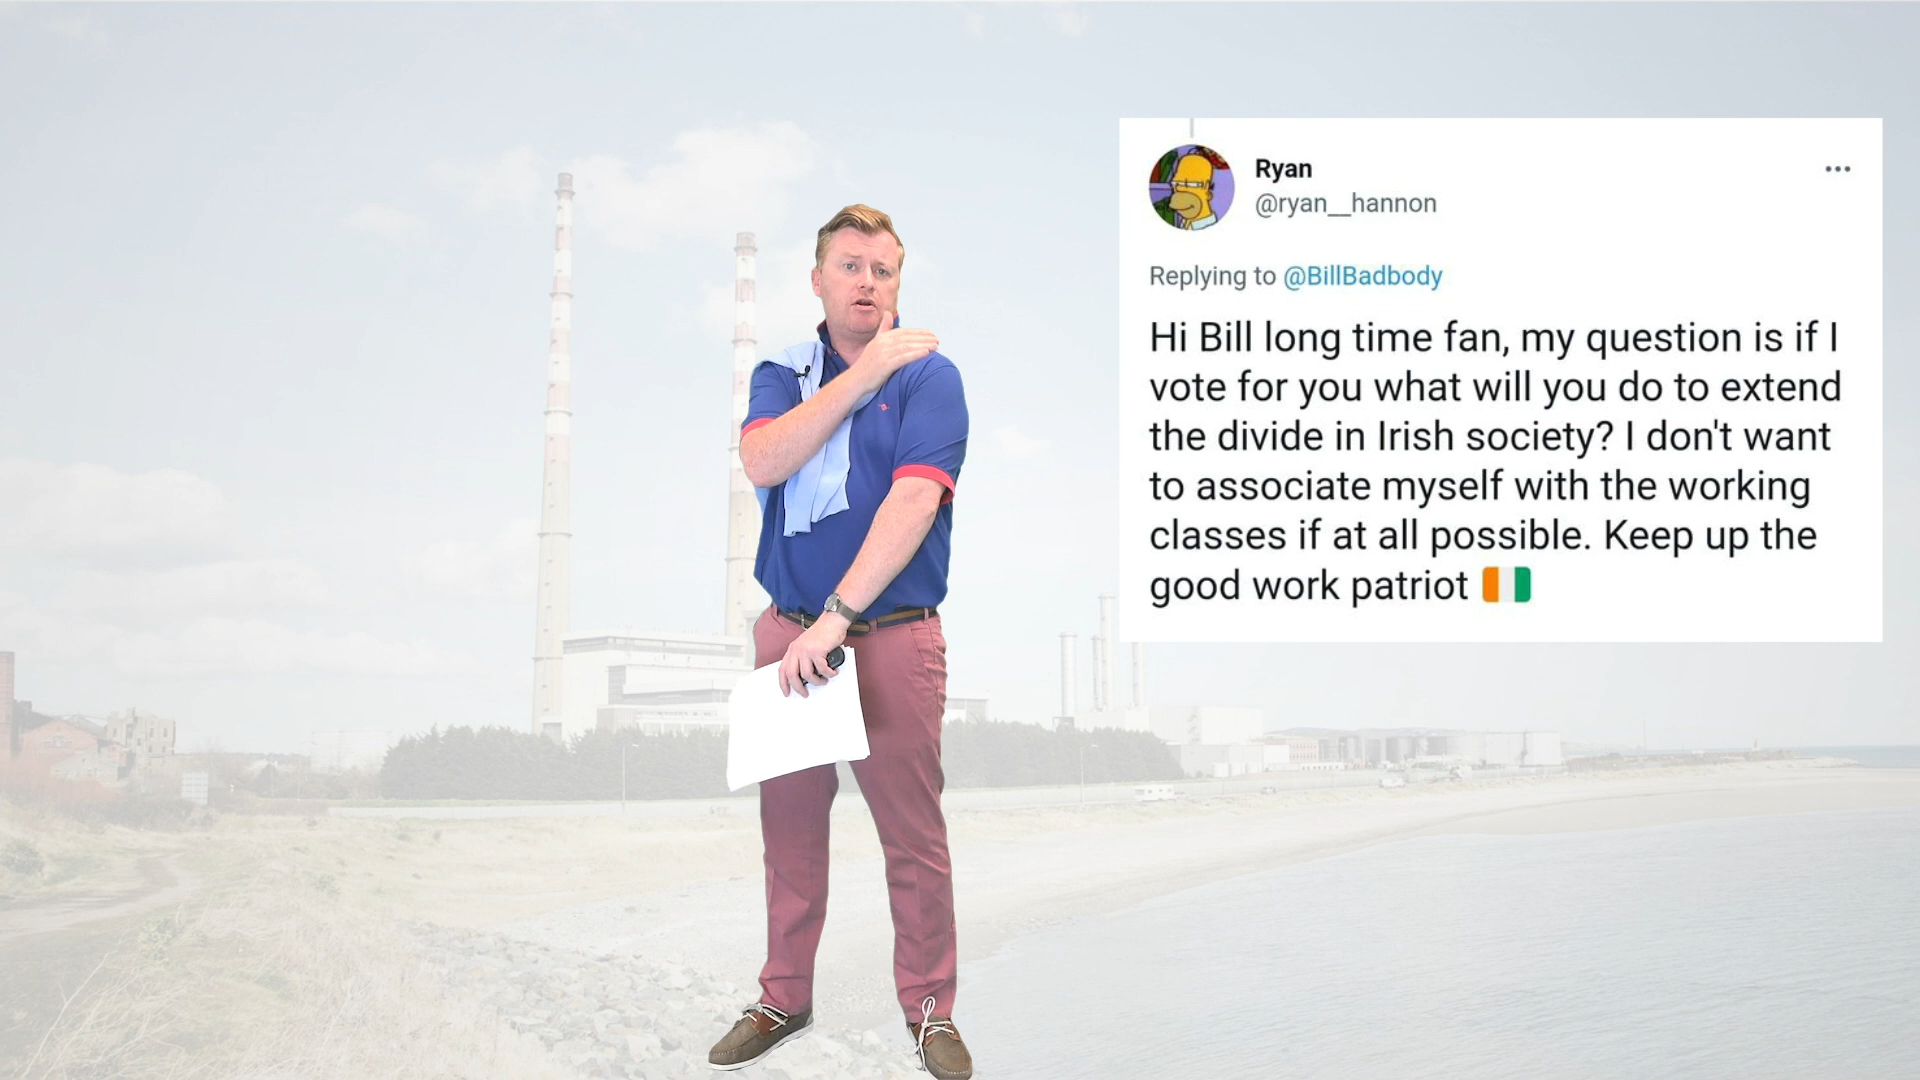 Ryan
@ryan__hannon
Replying to @BillBadbody
Hi Bill long time fan, my question is if I
vote for you what will you do to extend
the divide in Irish society? I don't want
to associate myself with the working
classes if at all possible. Keep up the
good work patriot 🇨🇮